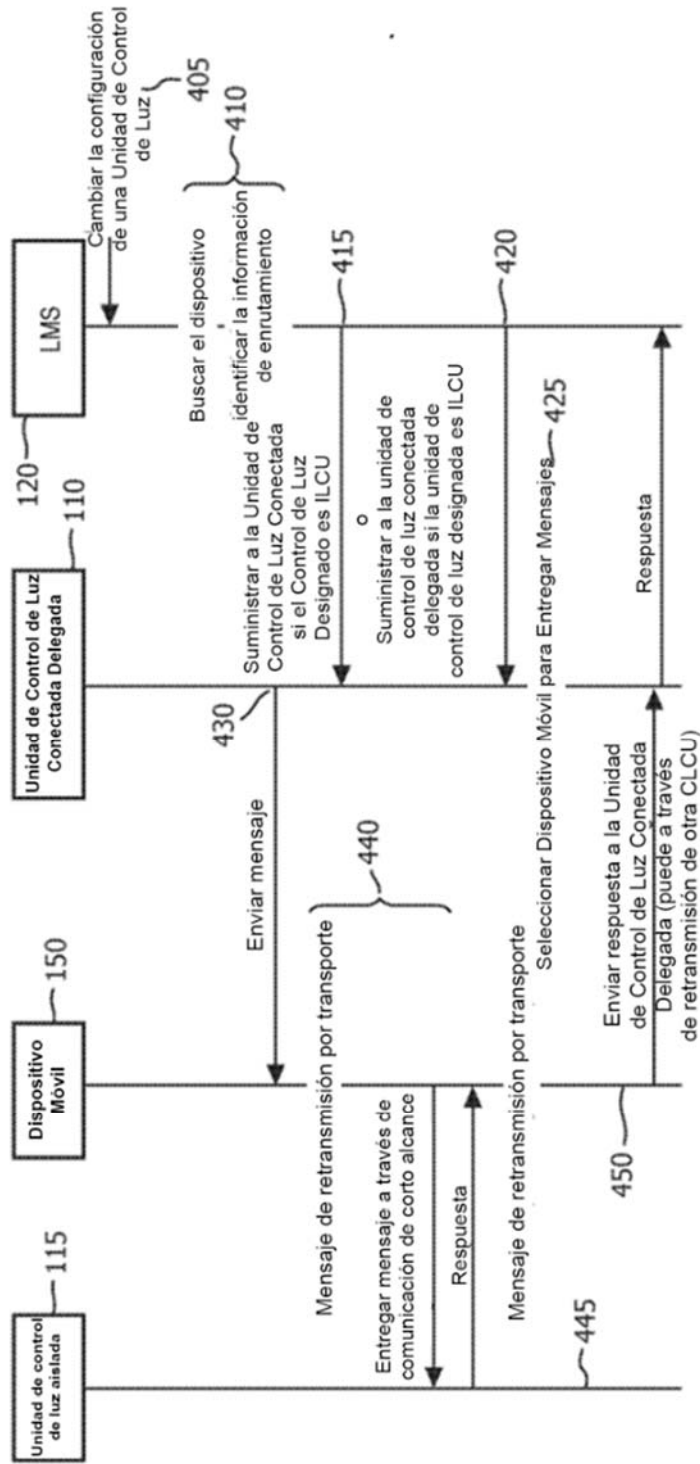 Unidad de control
de luz aislada
115
Dispositivo
Móvil
150
Unidad de Control de Luz
Conectada Delegada
110
LMS
120
Cambiar la configuración
de una Unidad de Control
de Luz
405
Buscar el dispositivo
identificar la información
de enrutamiento
410
Suministrar a la Unidad de
Control de Luz Conectada
si el Control de Luz
Designado es ILCU
415
o
Suministrar a la unidad de
control de luz conectada
delegada si la unidad de
control de luz designada es ILCU
420
Seleccionar Dispositivo Móvil para Entregar Mensajes
425
430
Enviar mensaje
Mensaje de retransmisión por transporte
440
Entregar mensaje a través de
comunicación de corto alcance
Respuesta
Mensaje de retransmisión por transporte
445
450
Enviar respuesta a la Unidad
de Control de Luz Conectada
Delegada (puede a través
de retransmisión de otra CLCU)
Respuesta